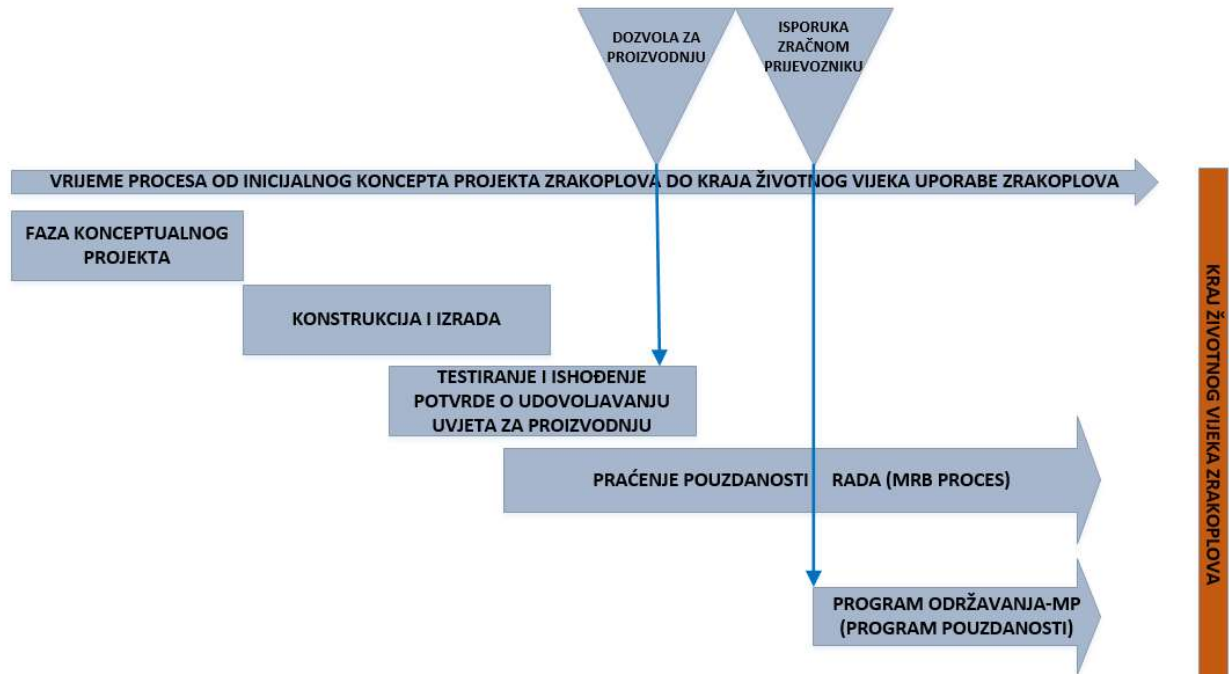 DOZVOLA ZA
PROIZVODNJU
ISPORUKA
ZRAČNOM
PRIJEVOZNIKU
VRIJEME PROCESA OD INICIJALNOG KONCEPTA PROJEKTA ZRAKOPLOVA DO KRAJA ŽIVOTNOG VIJEKA UPORABE ZRAKOPLOVA
FAZA KONCEPTUALNOG
PROJEKTA
KONSTRUKCIJA I IZRADA
TESTIRANJE I ISHOĐENJE
POTVRDE O UDOVOLJAVANJU
UVJETA ZA PROIZVODNJU
PRAĆENJE POUZDANOSTI RADA (MRB PROCES)
PROGRAM ODRŽAVANJA-MP
(PROGRAM POUZDANOSTI)
KRAJ ŽIVOTNOG VIJEKA ZRAKOPLOVA